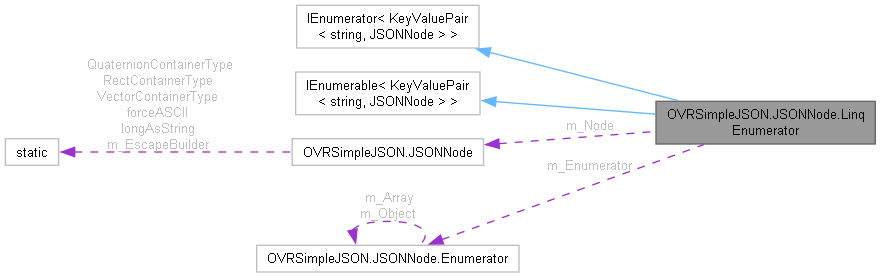 IEnumerator< KeyValuePair
< string, JSONNode > >
QuaternionContainerType
RectContainerType
VectorContainerType
forceASCII
longAsString
m_EscapeBuilder
IEnumerable< KeyValuePair
< string, JSONNode > >
OVRSimpleJSON.JSONNode.Linq
Enumerator
m_Node
static
OVRSimpleJSON.JSONNode
m_Enumerator
m_Array
m_Object
OVRSimpleJSON.JSONNode.Enumerator